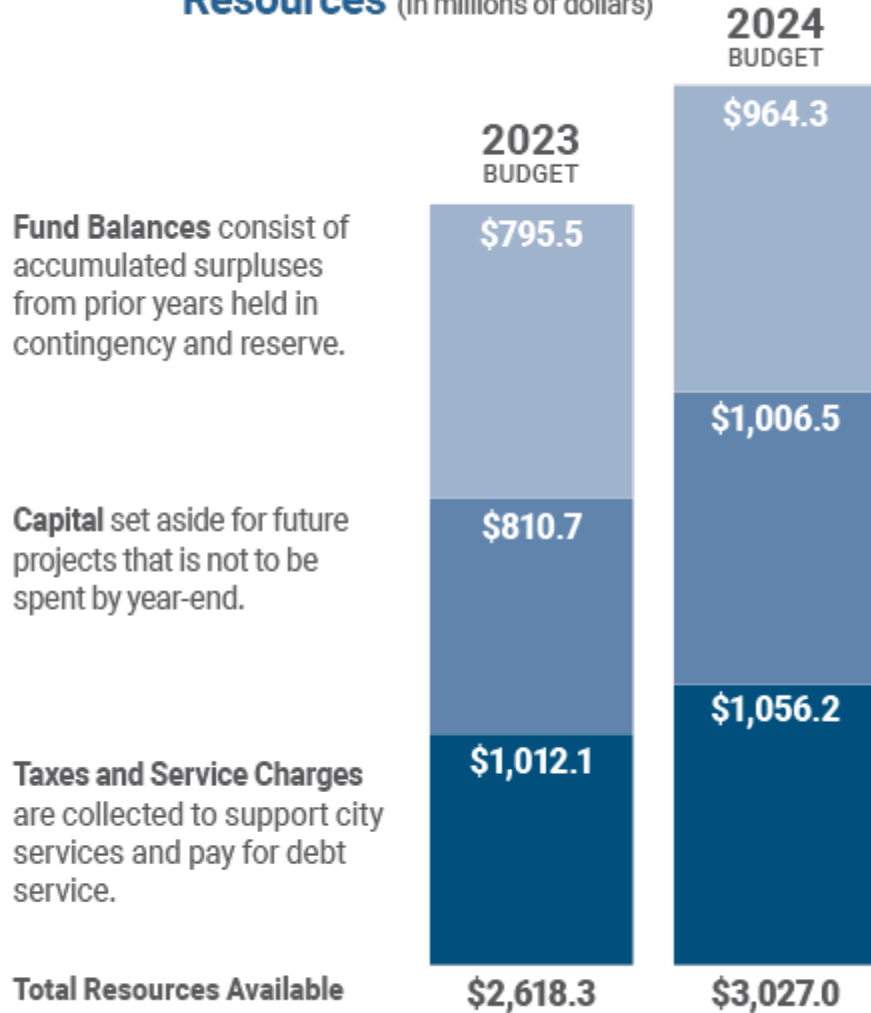 Resources (in millions of dollars)
2024
BUDGET
$964.3
2023
BUDGET
$795.5
Fund Balances consist of
accumulated surpluses
from prior years held in
contingency and reserve.
$1,006.5
$810.7
Capital set aside for future
projects that is not to be
spent by year-end.
$1,056.2
$1,012.1
Taxes and Service Charges
are collected to support city
services and pay for debt
service.
Total Resources Available $2,618.3 $3,027.0